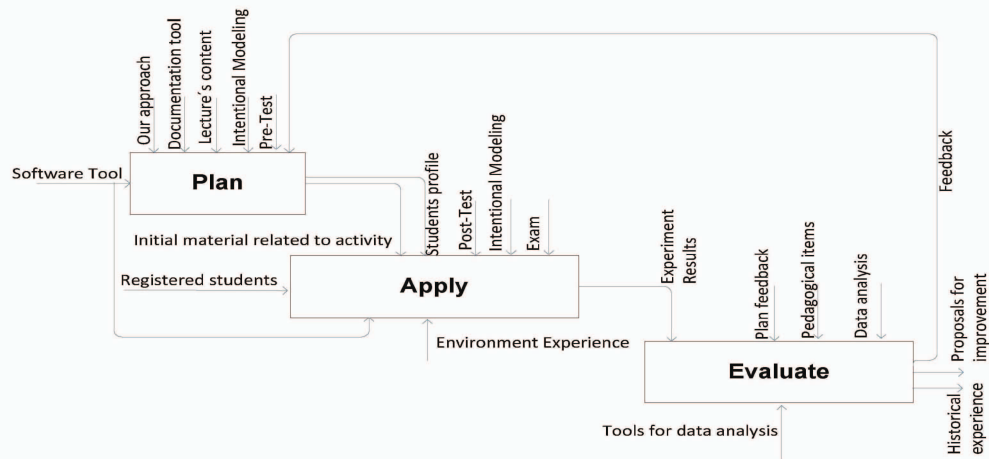 Our approach
Documentation tool
Lecture´s content
Intentional Modeling
Pre-Test
Feedback
Software Tool
Plan
Initial material related to activity
Students profile
Post-Test
Intentional Modeling
Exam
Registered students
Apply
Experiment
Results
Environment Experience
Plan feedback
Pedagogical items
Data analysis
Evaluate
Proposals for
improvement
Historical
experience
Tools for data analysis